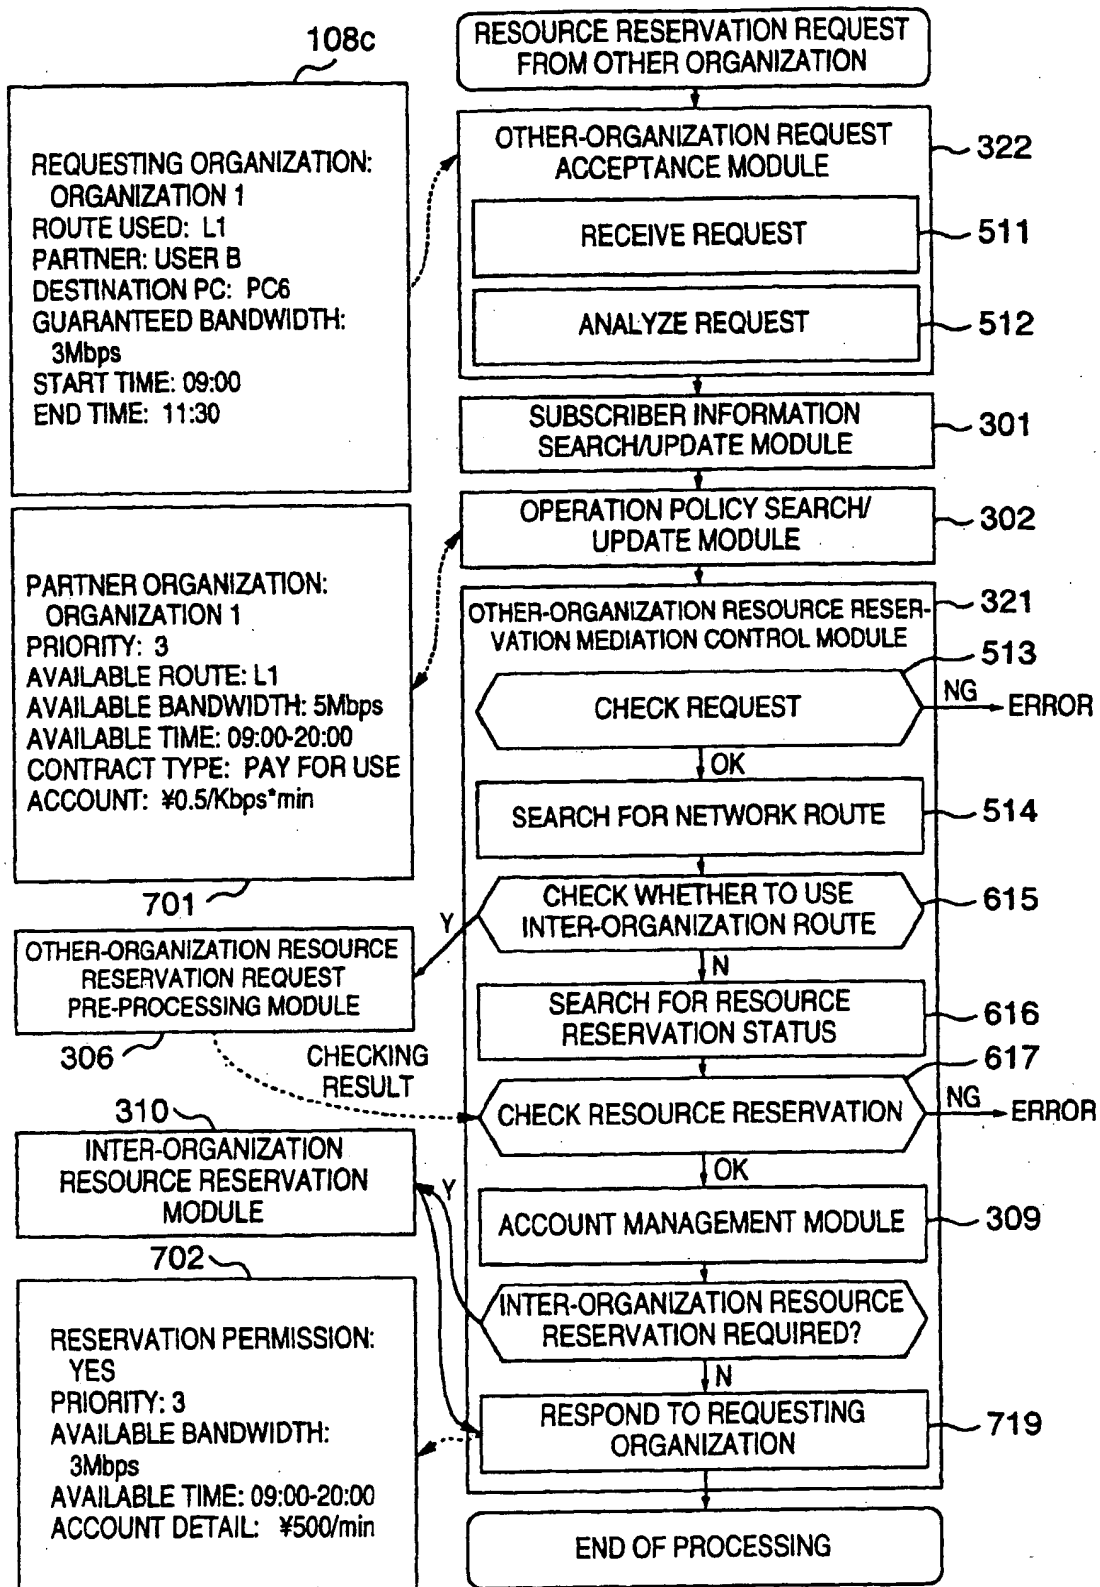 108c
REQUESTING ORGANIZATION:
ORGANIZATION 1
ROUTE USED: L1
PARTNER: USER B
DESTINATION PC: PC6
GUARANTEED BANDWIDTH:
3Mbps
START TIME: 09:00
END TIME: 11:30
PARTNER ORGANIZATION:
ORGANIZATION 1
PRIORITY: 3
AVAILABLE ROUTE: L1
AVAILABLE BANDWIDTH: 5Mbps
AVAILABLE TIME: 09:00-20:00
CONTRACT TYPE: PAY FOR USE
ACCOUNT: ¥0.5/Kbps*min
701
OTHER-ORGANIZATION RESOURCE
RESERVATION REQUEST
PRE-PROCESSING MODULE
306
CHECKING
RESULT
310
INTER-ORGANIZATION
RESOURCE RESERVATION
MODULE
702
RESERVATION PERMISSION:
YES
PRIORITY: 3
AVAILABLE BANDWIDTH:
3Mbps
AVAILABLE TIME: 09:00-20:00
ACCOUNT DETAIL: ¥500/min
RESOURCE RESERVATION REQUEST
FROM OTHER ORGANIZATION
OTHER-ORGANIZATION REQUEST
ACCEPTANCE MODULE
322
RECEIVE REQUEST
511
ANALYZE REQUEST
512
SUBSCRIBER INFORMATION
SEARCH/UPDATE MODULE
301
OPERATION POLICY SEARCH/
UPDATE MODULE
302
OTHER-ORGANIZATION RESOURCE RESER-
VATION MEDIATION CONTROL MODULE
321
513
CHECK REQUEST
NG
ERROR
OK
SEARCH FOR NETWORK ROUTE
514
CHECK WHETHER TO USE
INTER-ORGANIZATION ROUTE
615
Y
N
SEARCH FOR RESOURCE
RESERVATION STATUS
616
617
CHECK RESOURCE RESERVATION
NG
ERROR
OK
ACCOUNT MANAGEMENT MODULE
309
Y
INTER-ORGANIZATION RESOURCE
RESERVATION REQUIRED?
N
RESPOND TO REQUESTING
ORGANIZATION
719
END OF PROCESSING